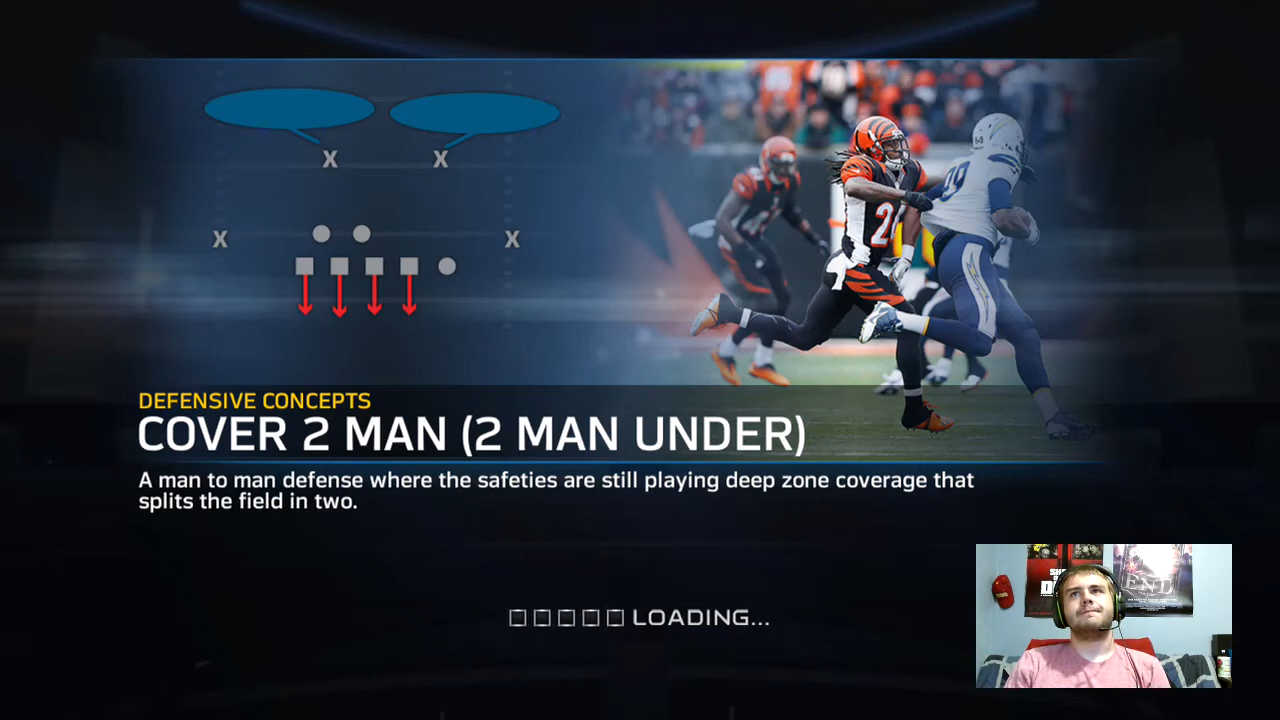 X X
X X
DEFENSIVE CONCEPTS
COVER 2 MAN (2 MAN UNDER)
A man to man defense where the safeties are still playing deep zone coverage that
splits the field in two.
LOADING...
END